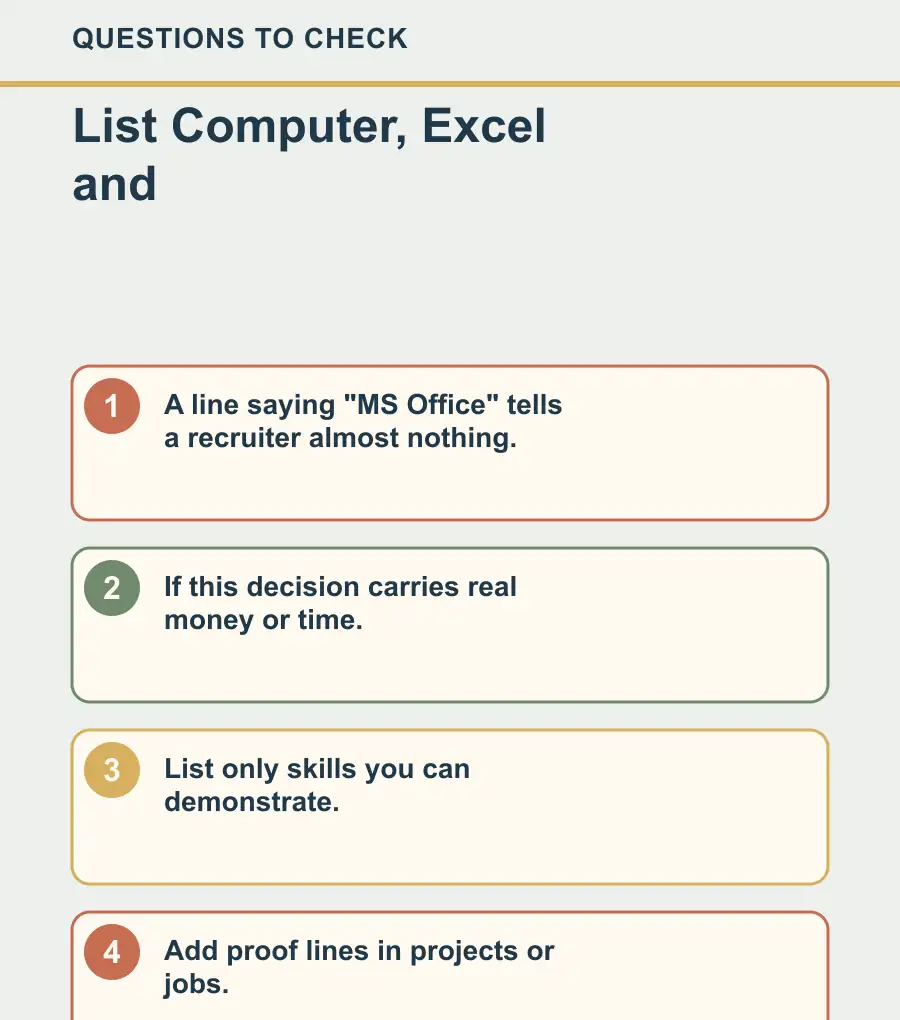 QUESTIONS TO CHECK
List Computer, Excel
and
1
A line saying "MS Office" tells
a recruiter almost nothing.
2
If this decision carries real
money or time.
3
List only skills you can
demonstrate.
4
Add proof lines in projects or
jobs.